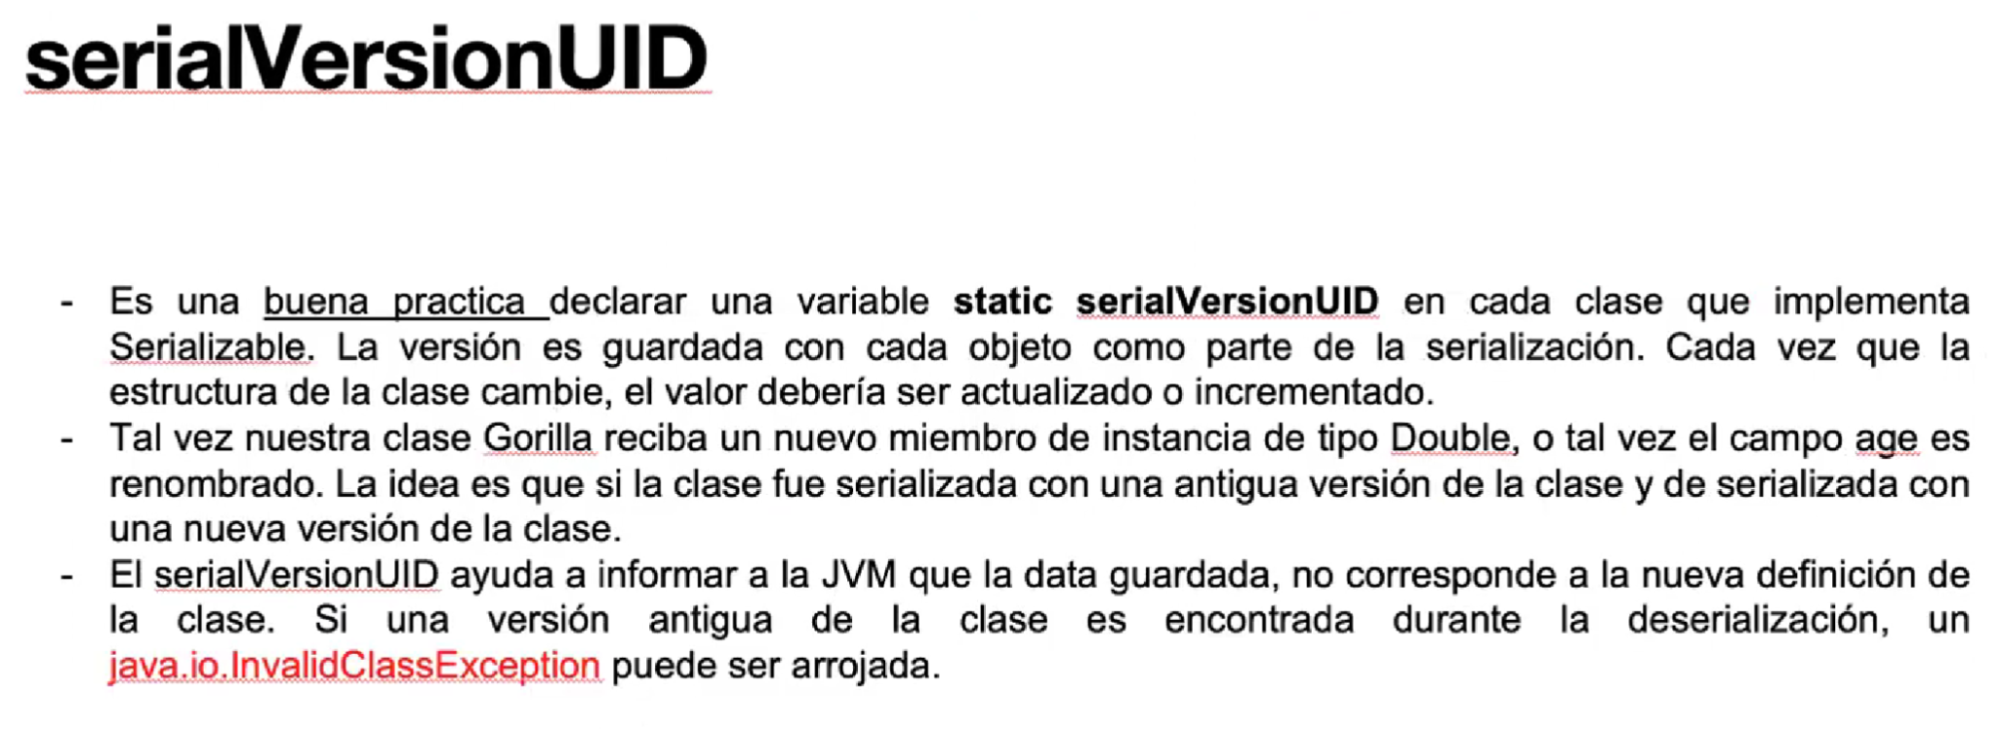 serialVersionUID
- Es una buena practica declarar una variable static serialVersionUID en cada clase que implementa
Serializable. La versión es guardada con cada objeto como parte de la serialización. Cada vez que la
estructura de la clase cambie, el valor debería ser actualizado o incrementado.
- Tal vez nuestra clase Gorilla reciba un nuevo miembro de instancia de tipo Double, o tal vez el campo age es
renombrado. La idea es que si la clase fue serializada con una antigua versión de la clase y de serializada con
una nueva versión de la clase.
- El serialVersionUID ayuda a informar a la JVM que la data guardada, no corresponde a la nueva definición de
la clase. Si una versión antigua de la clase es encontrada durante la deserialización, un
java.io.InvalidClassException puede ser arrojada.